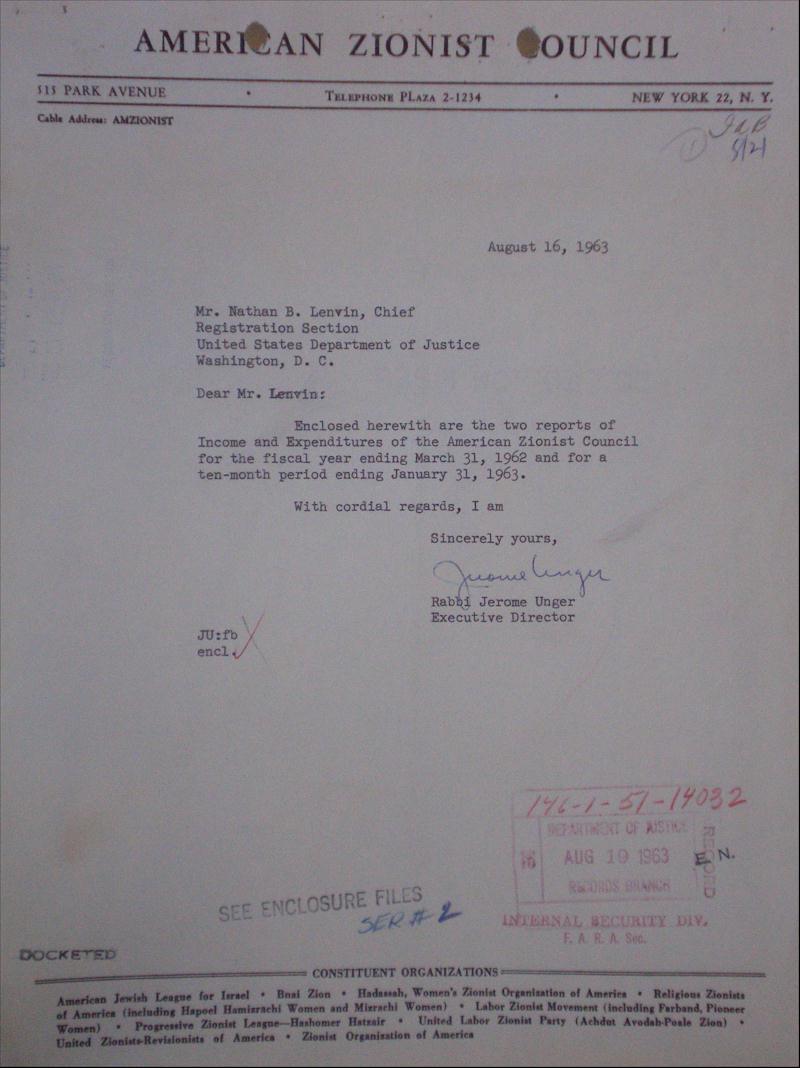 AMERICAN ZIONIST COUNCIL
515 PARK AVENUE • TELEPHONE PLAZA 2-1234 • NEW YORK 22, N. Y.
Cable Address: AMZIONIST
5/21
1
August 16, 1963
Mr. Nathan B. Lenvin, Chief
Registration Section
United States Department of Justice
Washington, D. C.
Dear Mr. Lenvin:
Enclosed herewith are the two reports of
Income and Expenditures of the American Zionist Council
for the fiscal year ending March 31, 1962 and for a
ten-month period ending January 31, 1963.
With cordial regards, I am
Sincerely yours,
Jerome Unger
Rabbi Jerome Unger
Executive Director
JU:fb
encl.
146-1-51-14032
DEPARTMENT OF JUSTICE
16 AUG 19 1963 RECORD
E N.
RECORDS BRANCH
INTERNAL SECURITY DIV.
F. A. R. A. Sec.
SEE ENCLOSURE FILES
SER # 2
DOCKETED
CONSTITUENT ORGANIZATIONS
American Jewish League for Israel • Bnai Zion • Hadassah, Women's Zionist Organization of America • Religious Zionists
of America (including Hapoel Hamizrachi Women and Mizrachi Women) • Labor Zionist Movement (including Farband, Pioneer
Women) • Progressive Zionist League—Hashomer Hatzair • United Labor Zionist Party (Achdut Avodah-Poale Zion) •
United Zionists-Revisionists of America • Zionist Organization of America